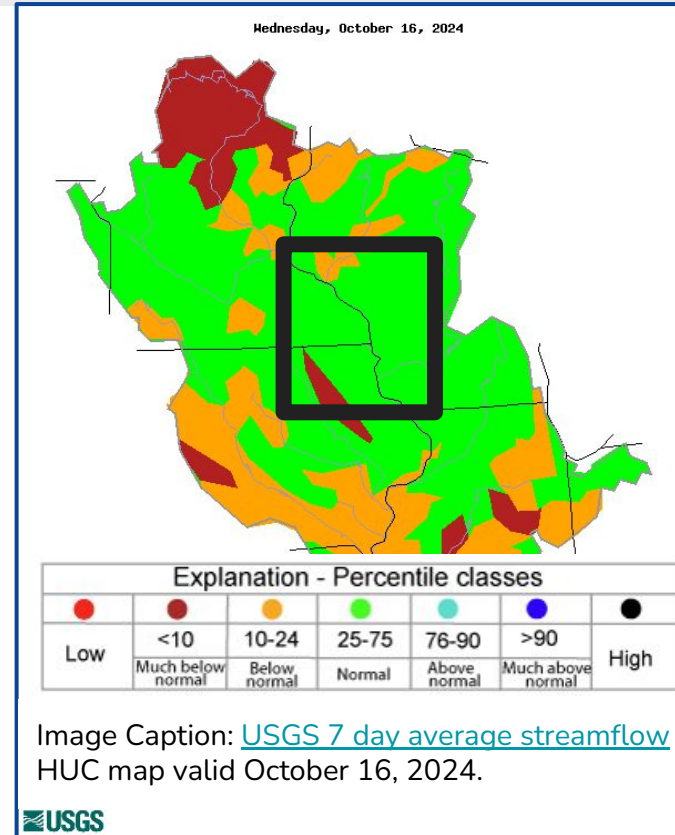 Wednesday, October 16, 2024
Explanation - Percentile classes
Low
<10
10-24
25-75
76-90
>90
High
Much below normal
Below normal
Normal
Above normal
Much above normal
Image Caption: USGS 7 day average streamflow
HUC map valid October 16, 2024.
USGS